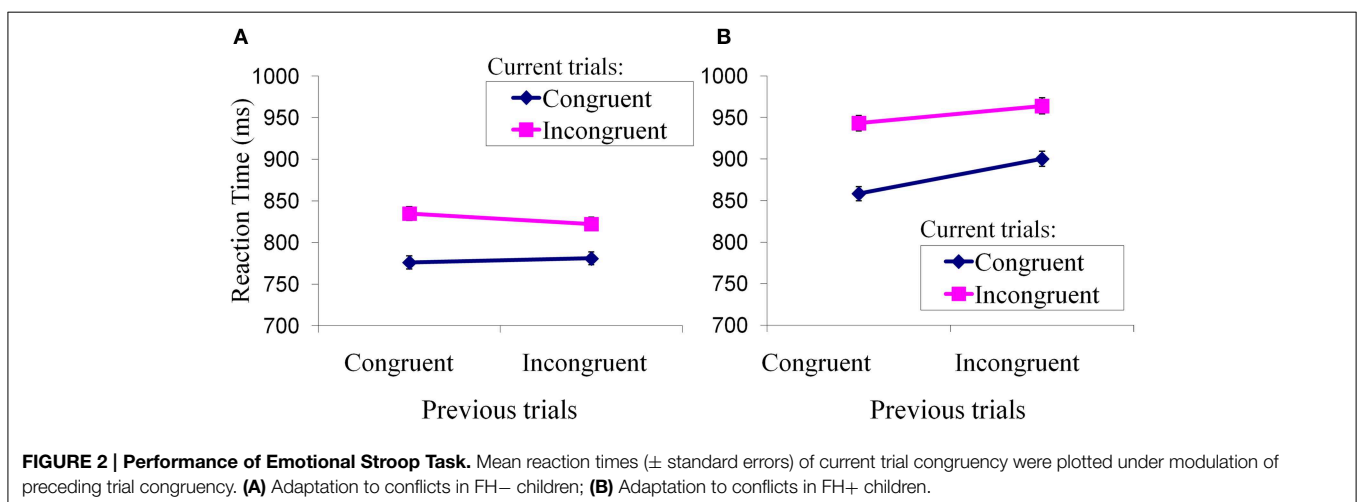 A
Current trials:
Congruent
Incongruent
1000
950
900
850
800
750
700
Reaction Time (ms)
Congruent
Incongruent
Previous trials
B
1000
950
900
850
800
750
700
Current trials:
Congruent
Incongruent
Congruent
Incongruent
Previous trials
FIGURE 2 | Performance of Emotional Stroop Task. Mean reaction times (± standard errors) of current trial congruency were plotted under modulation of
preceding trial congruency. (A) Adaptation to conflicts in FH− children; (B) Adaptation to conflicts in FH+ children.